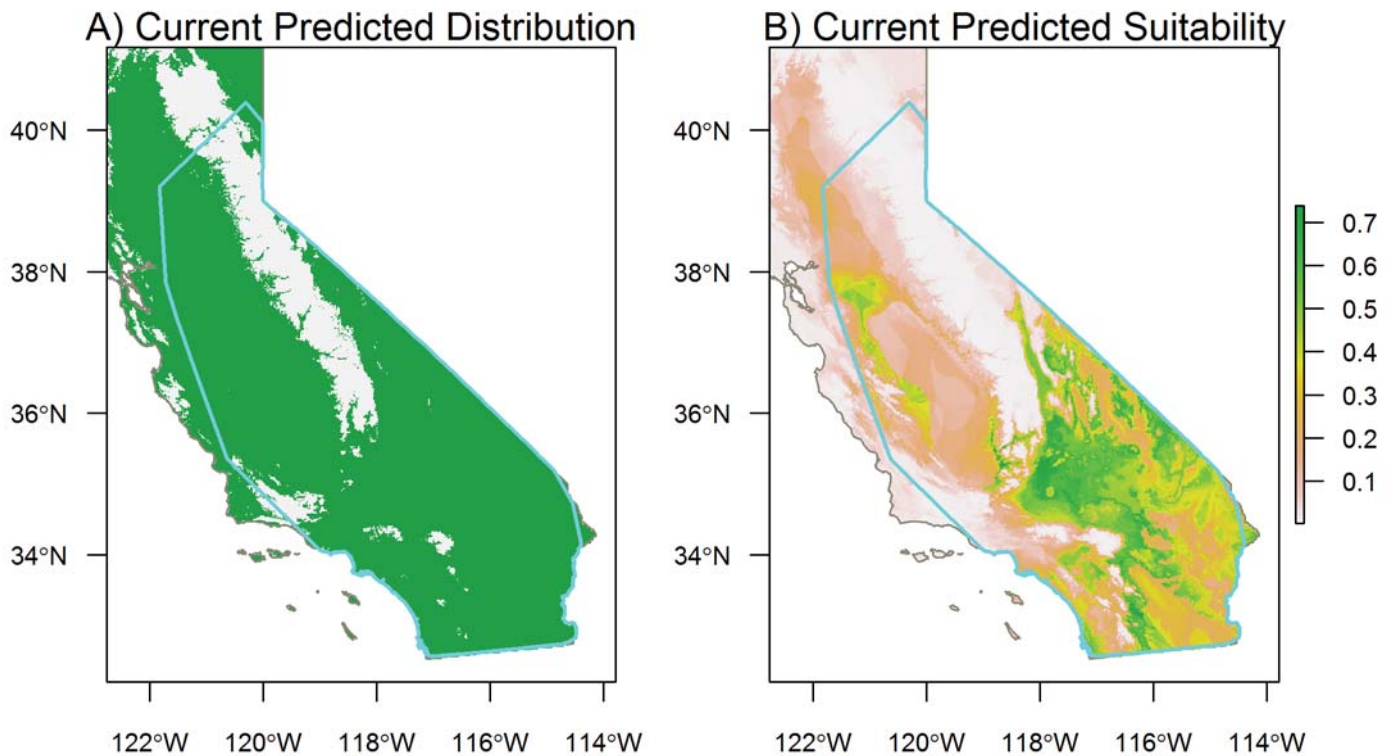 A) Current Predicted Distribution
B) Current Predicted Suitability
40°N
38°N
36°N
34°N
122°W
120°W
118°W
116°W
114°W
40°N
38°N
36°N
34°N
122°W
120°W
118°W
116°W
114°W
0.7
0.6
0.5
0.4
0.3
0.2
0.1